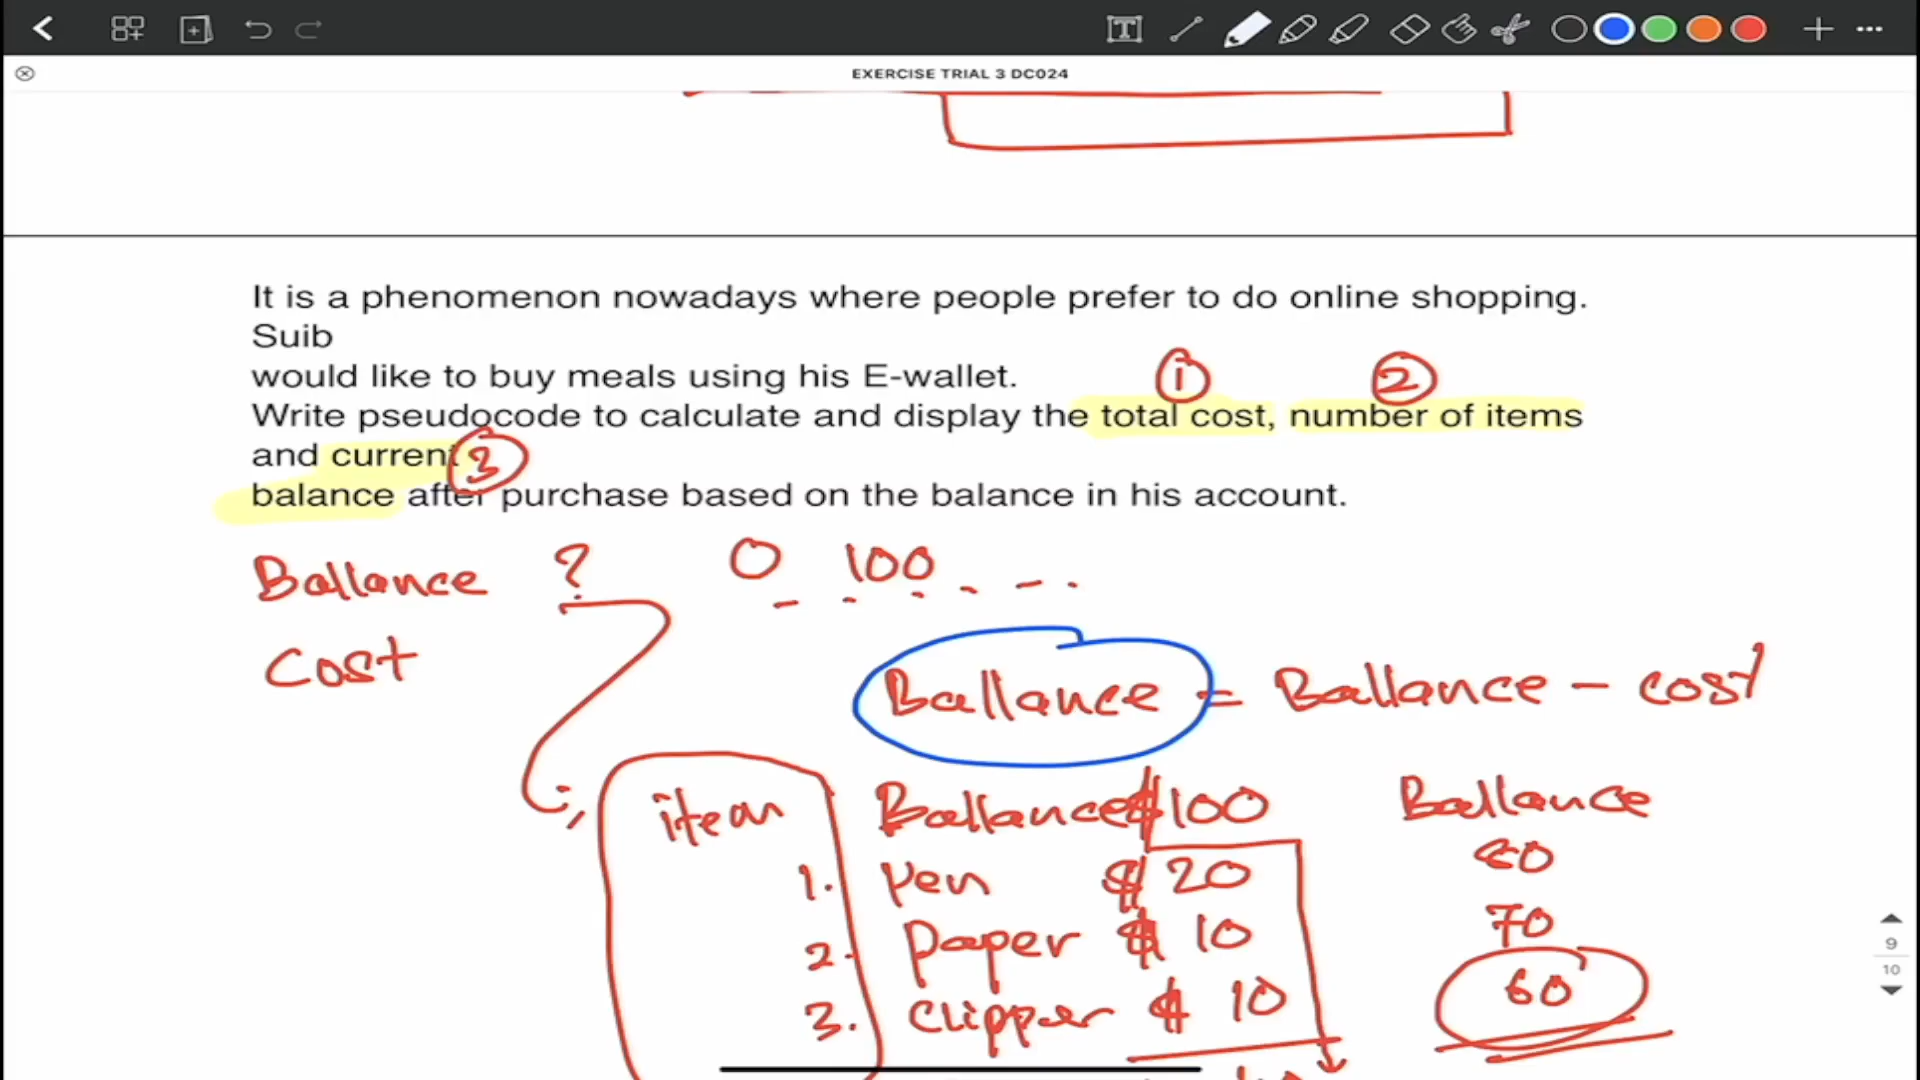 EXERCISE TRIAL 3 DC024
It is a phenomenon nowadays where people prefer to do online shopping.
Suib
would like to buy meals using his E-wallet.
1 2
Write pseudocode to calculate and display the total cost, number of items
and current 3
balance after purchase based on the balance in his account.
Ballance ? 0 100
Cost
Ballance = Ballance - cost
item Ballance $100 Ballance
1. Pen $ 20 80
2. Paper $ 10 70
3. Clipper $ 10 60
9
10